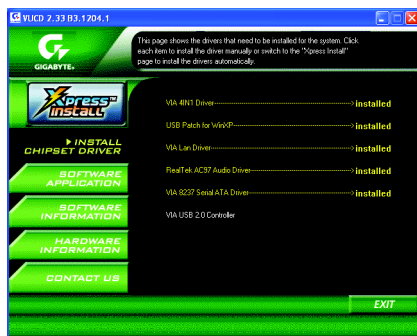 VUCD 2.33 B3.1204.1
This page shows the drivers that need to be installed for the system. Click
each item to install the driver manually or switch to the "Xpress Install"
page to install the drivers automatically.
GIGABYTE
Xpress™
Install
INSTALL
CHIPSET DRIVER
SOFTWARE
APPLICATION
SOFTWARE
INFORMATION
HARDWARE
INFORMATION
CONTACT US
VIA 4IN1 Driver installed
USB Patch for WinXP installed
VIA Lan Driver installed
RealTek AC97 Audio Driver installed
VIA 8237 Serial ATA Driver installed
VIA USB 2.0 Controller
EXIT